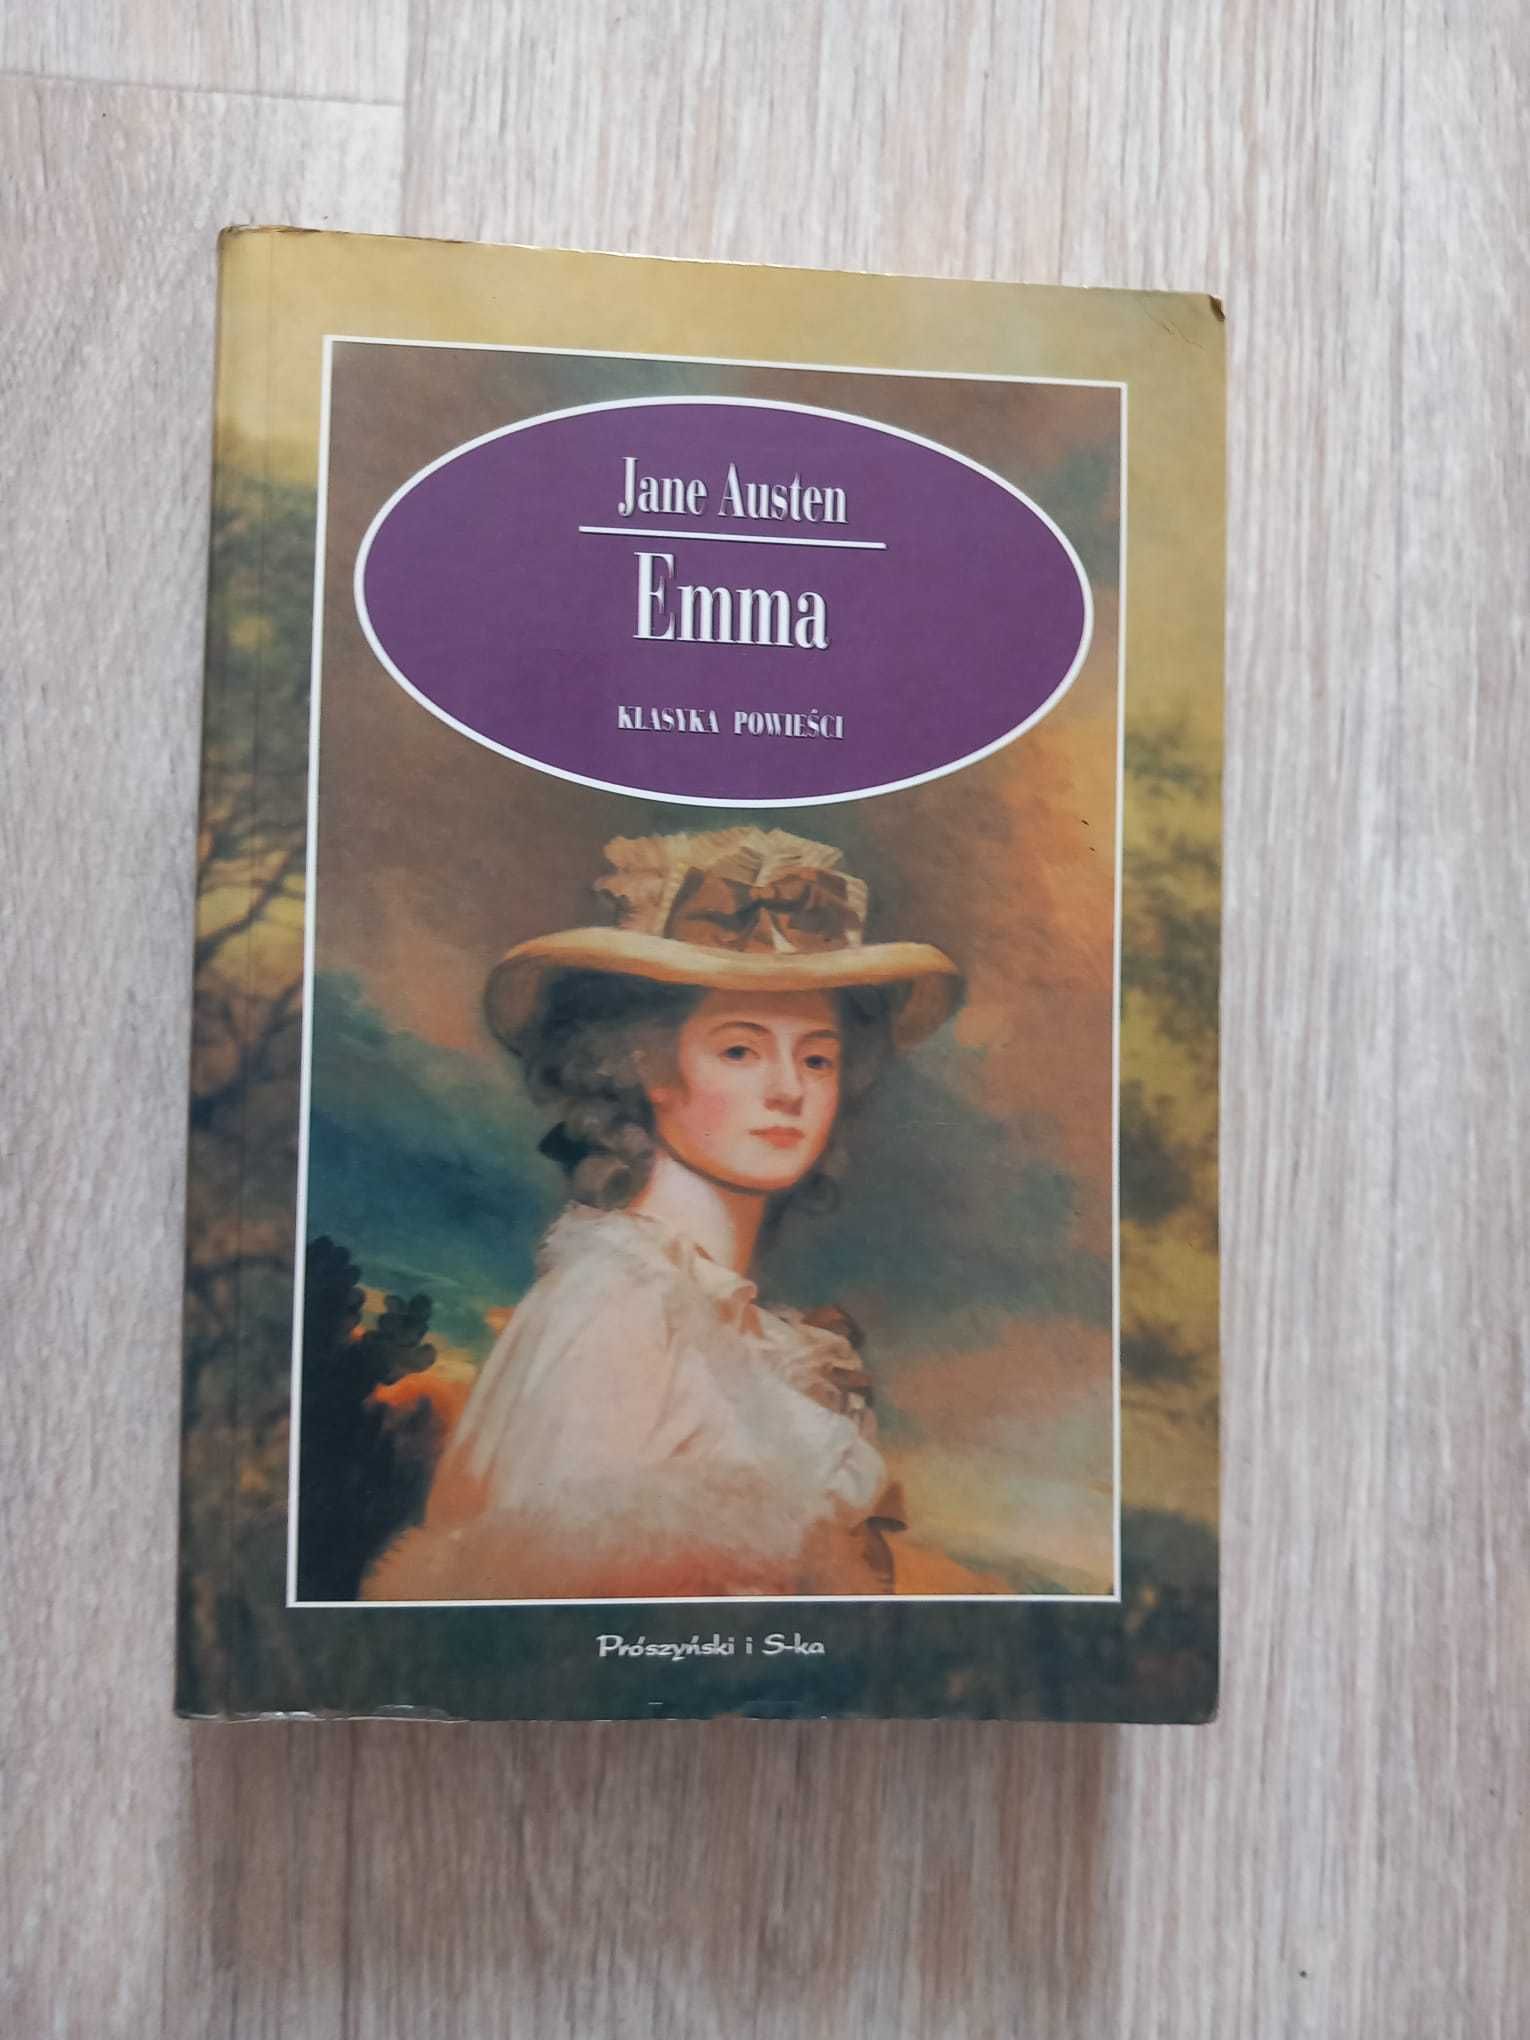 Jane Austen
Emma
KLASYKA POWIEŚCI
Prószyński i S-ka